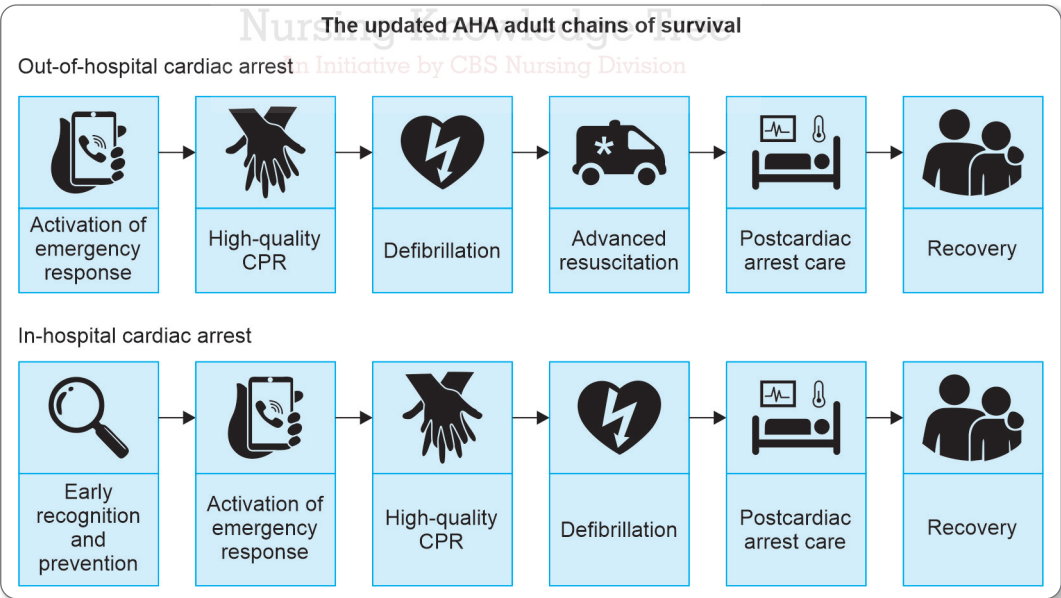 Nursing Knowledge Tree
The updated AHA adult chains of survival
An Initiative by CBS Nursing Division
Out-of-hospital cardiac arrest
Activation of
emergency
response
High-quality
CPR
Defibrillation
Advanced
resuscitation
Postcardiac
arrest care
Recovery
In-hospital cardiac arrest
Early
recognition
and
prevention
Activation of
emergency
response
High-quality
CPR
Defibrillation
Postcardiac
arrest care
Recovery